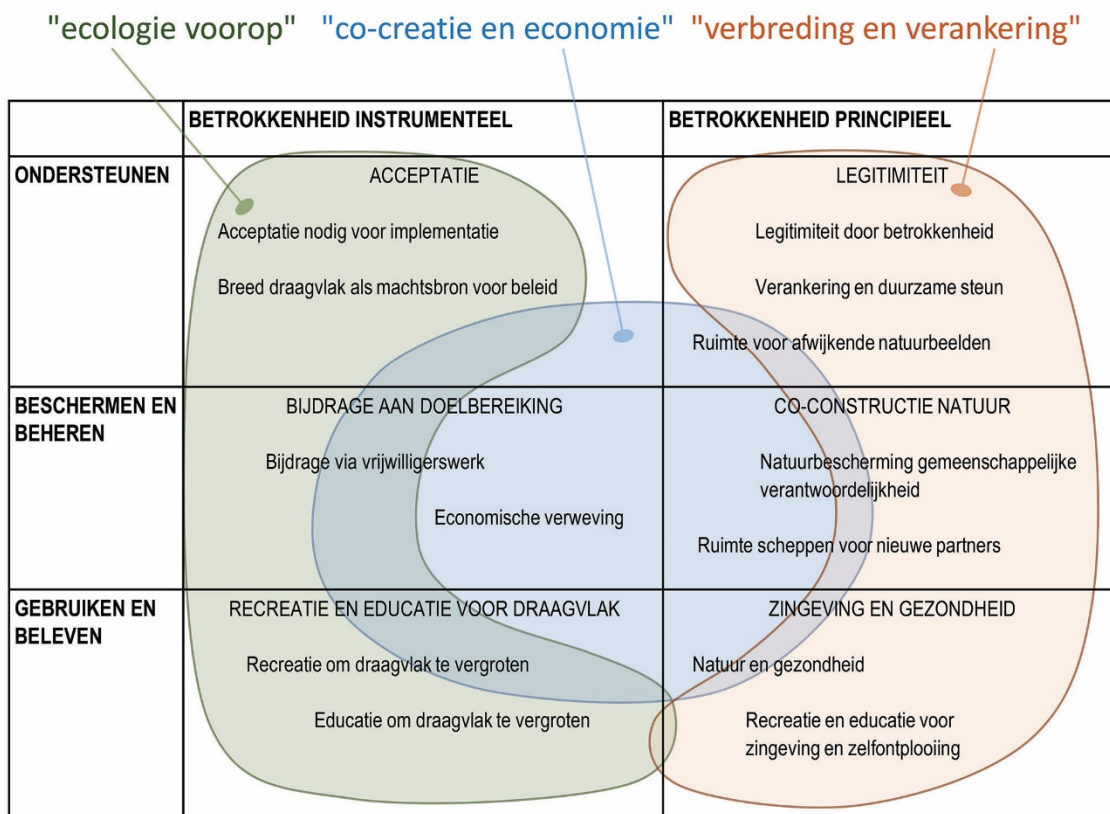 "ecologie voorop" "co-creatie en economie" "verbreding en verankering"
BETROKKENHEID INSTRUMENTEEL
BETROKKENHEID PRINCIPIEEL
ONDERSTEUNEN
ACCEPTATIE
Acceptatie nodig voor implementatie
Breed draagvlak als machtsbron voor beleid
LEGITIMITEIT
Legitimiteit door betrokkenheid
Verankering en duurzame steun
Ruimte voor afwijkende natuurbeelden
BESCHERMEN EN
BEHEREN
BIJDRAGE AAN DOELBEREIKING
Bijdrage via vrijwilligerswerk
Economische verweving
CO-CONSTRUCTIE NATUUR
Natuurbescherming gemeenschappelijke
verantwoordelijkheid
Ruimte scheppen voor nieuwe partners
GEBRUIKEN EN
BELEVEN
RECREATIE EN EDUCATIE VOOR DRAAGVLAK
Recreatie om draagvlak te vergroten
Educatie om draagvlak te vergroten
ZINGEVING EN GEZONDHEID
Natuur en gezondheid
Recreatie en educatie voor
zingeving en zelfontplooiing